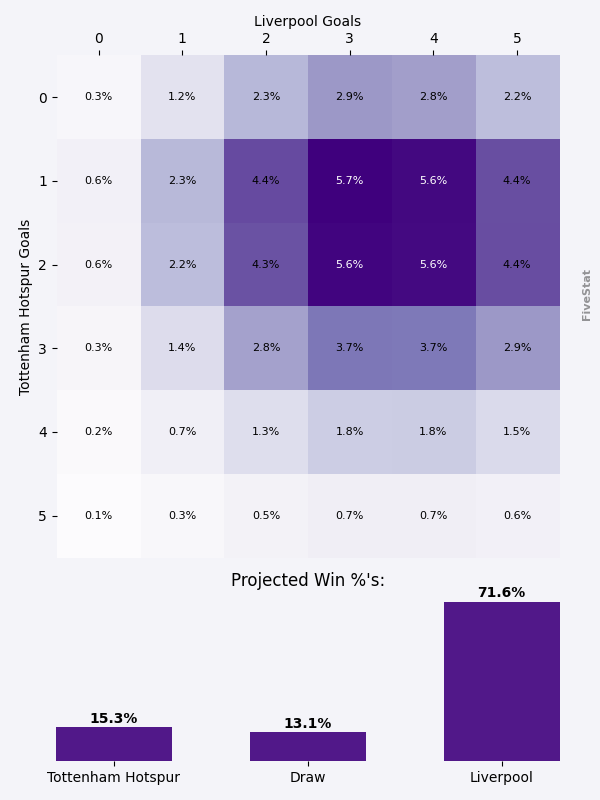 Liverpool Goals
0 1 2 3 4 5
Tottenham Hotspur Goals
0 0.3% 1.2% 2.3% 2.9% 2.8% 2.2%
1 0.6% 2.3% 4.4% 5.7% 5.6% 4.4%
2 0.6% 2.2% 4.3% 5.6% 5.6% 4.4%
3 0.3% 1.4% 2.8% 3.7% 3.7% 2.9%
4 0.2% 0.7% 1.3% 1.8% 1.8% 1.5%
5 0.1% 0.3% 0.5% 0.7% 0.7% 0.6%
FiveStat
Projected Win %'s:
15.3% 13.1% 71.6%
Tottenham Hotspur Draw Liverpool